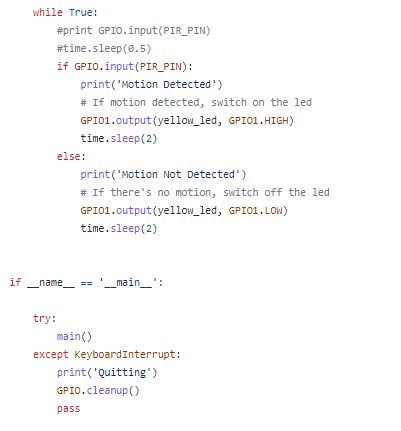 while True:
#print GPIO.input(PIR_PIN)
#time.sleep(0.5)
if GPIO.input(PIR_PIN):
print('Motion Detected')
# If motion detected, switch on the led
GPIO1.output(yellow_led, GPIO1.HIGH)
time.sleep(2)
else:
print('Motion Not Detected')
# If there's no motion, switch off the led
GPIO1.output(yellow_led, GPIO1.LOW)
time.sleep(2)
if __name__ == '__main__':
try:
main()
except KeyboardInterrupt:
print('Quitting')
GPIO.cleanup()
pass